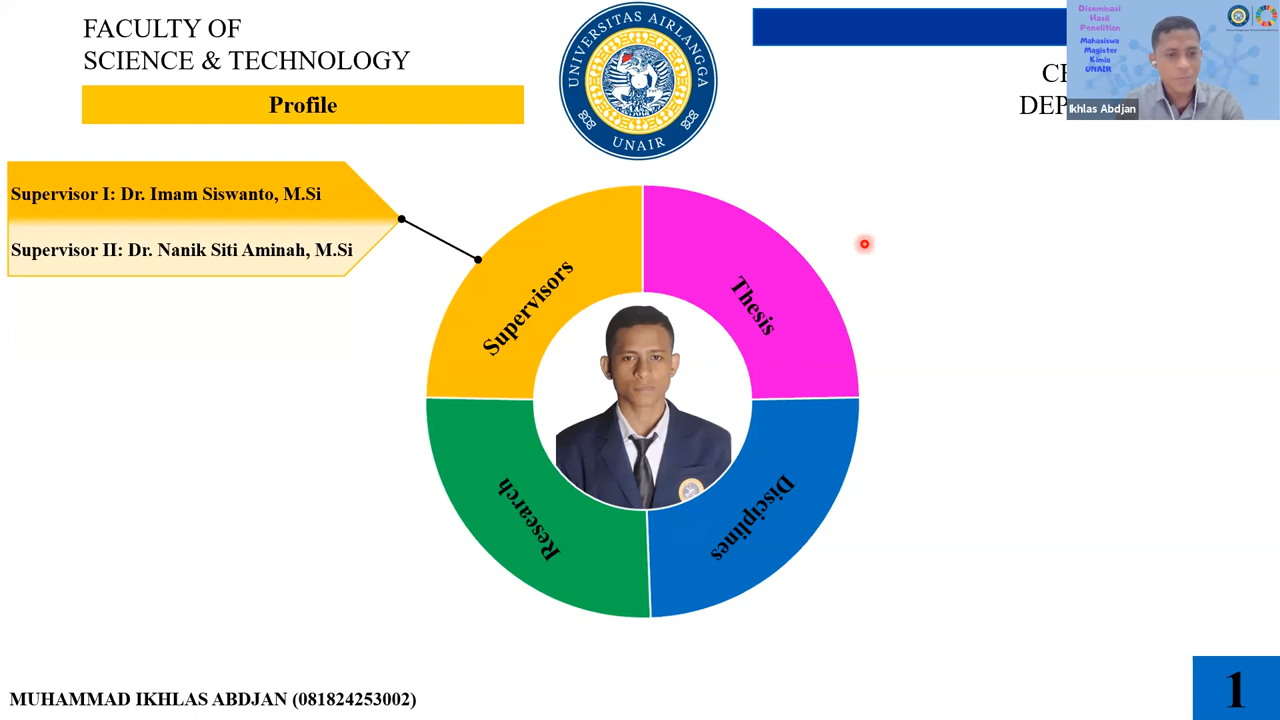 FACULTY OF
SCIENCE & TECHNOLOGY
Profile
UNIVERSITAS AIRLANGGA
UNAIR
Diseminasi
Hasil
Penelitian
Mahasiswa
Magister
Kimia
UNAIR
Ikhlas Abdjan
Supervisor I: Dr. Imam Siswanto, M.Si
Supervisor II: Dr. Nanik Siti Aminah, M.Si
Supervisors
Thesis
Research
Disciplines
MUHAMMAD IKHLAS ABDJAN (081824253002)
1